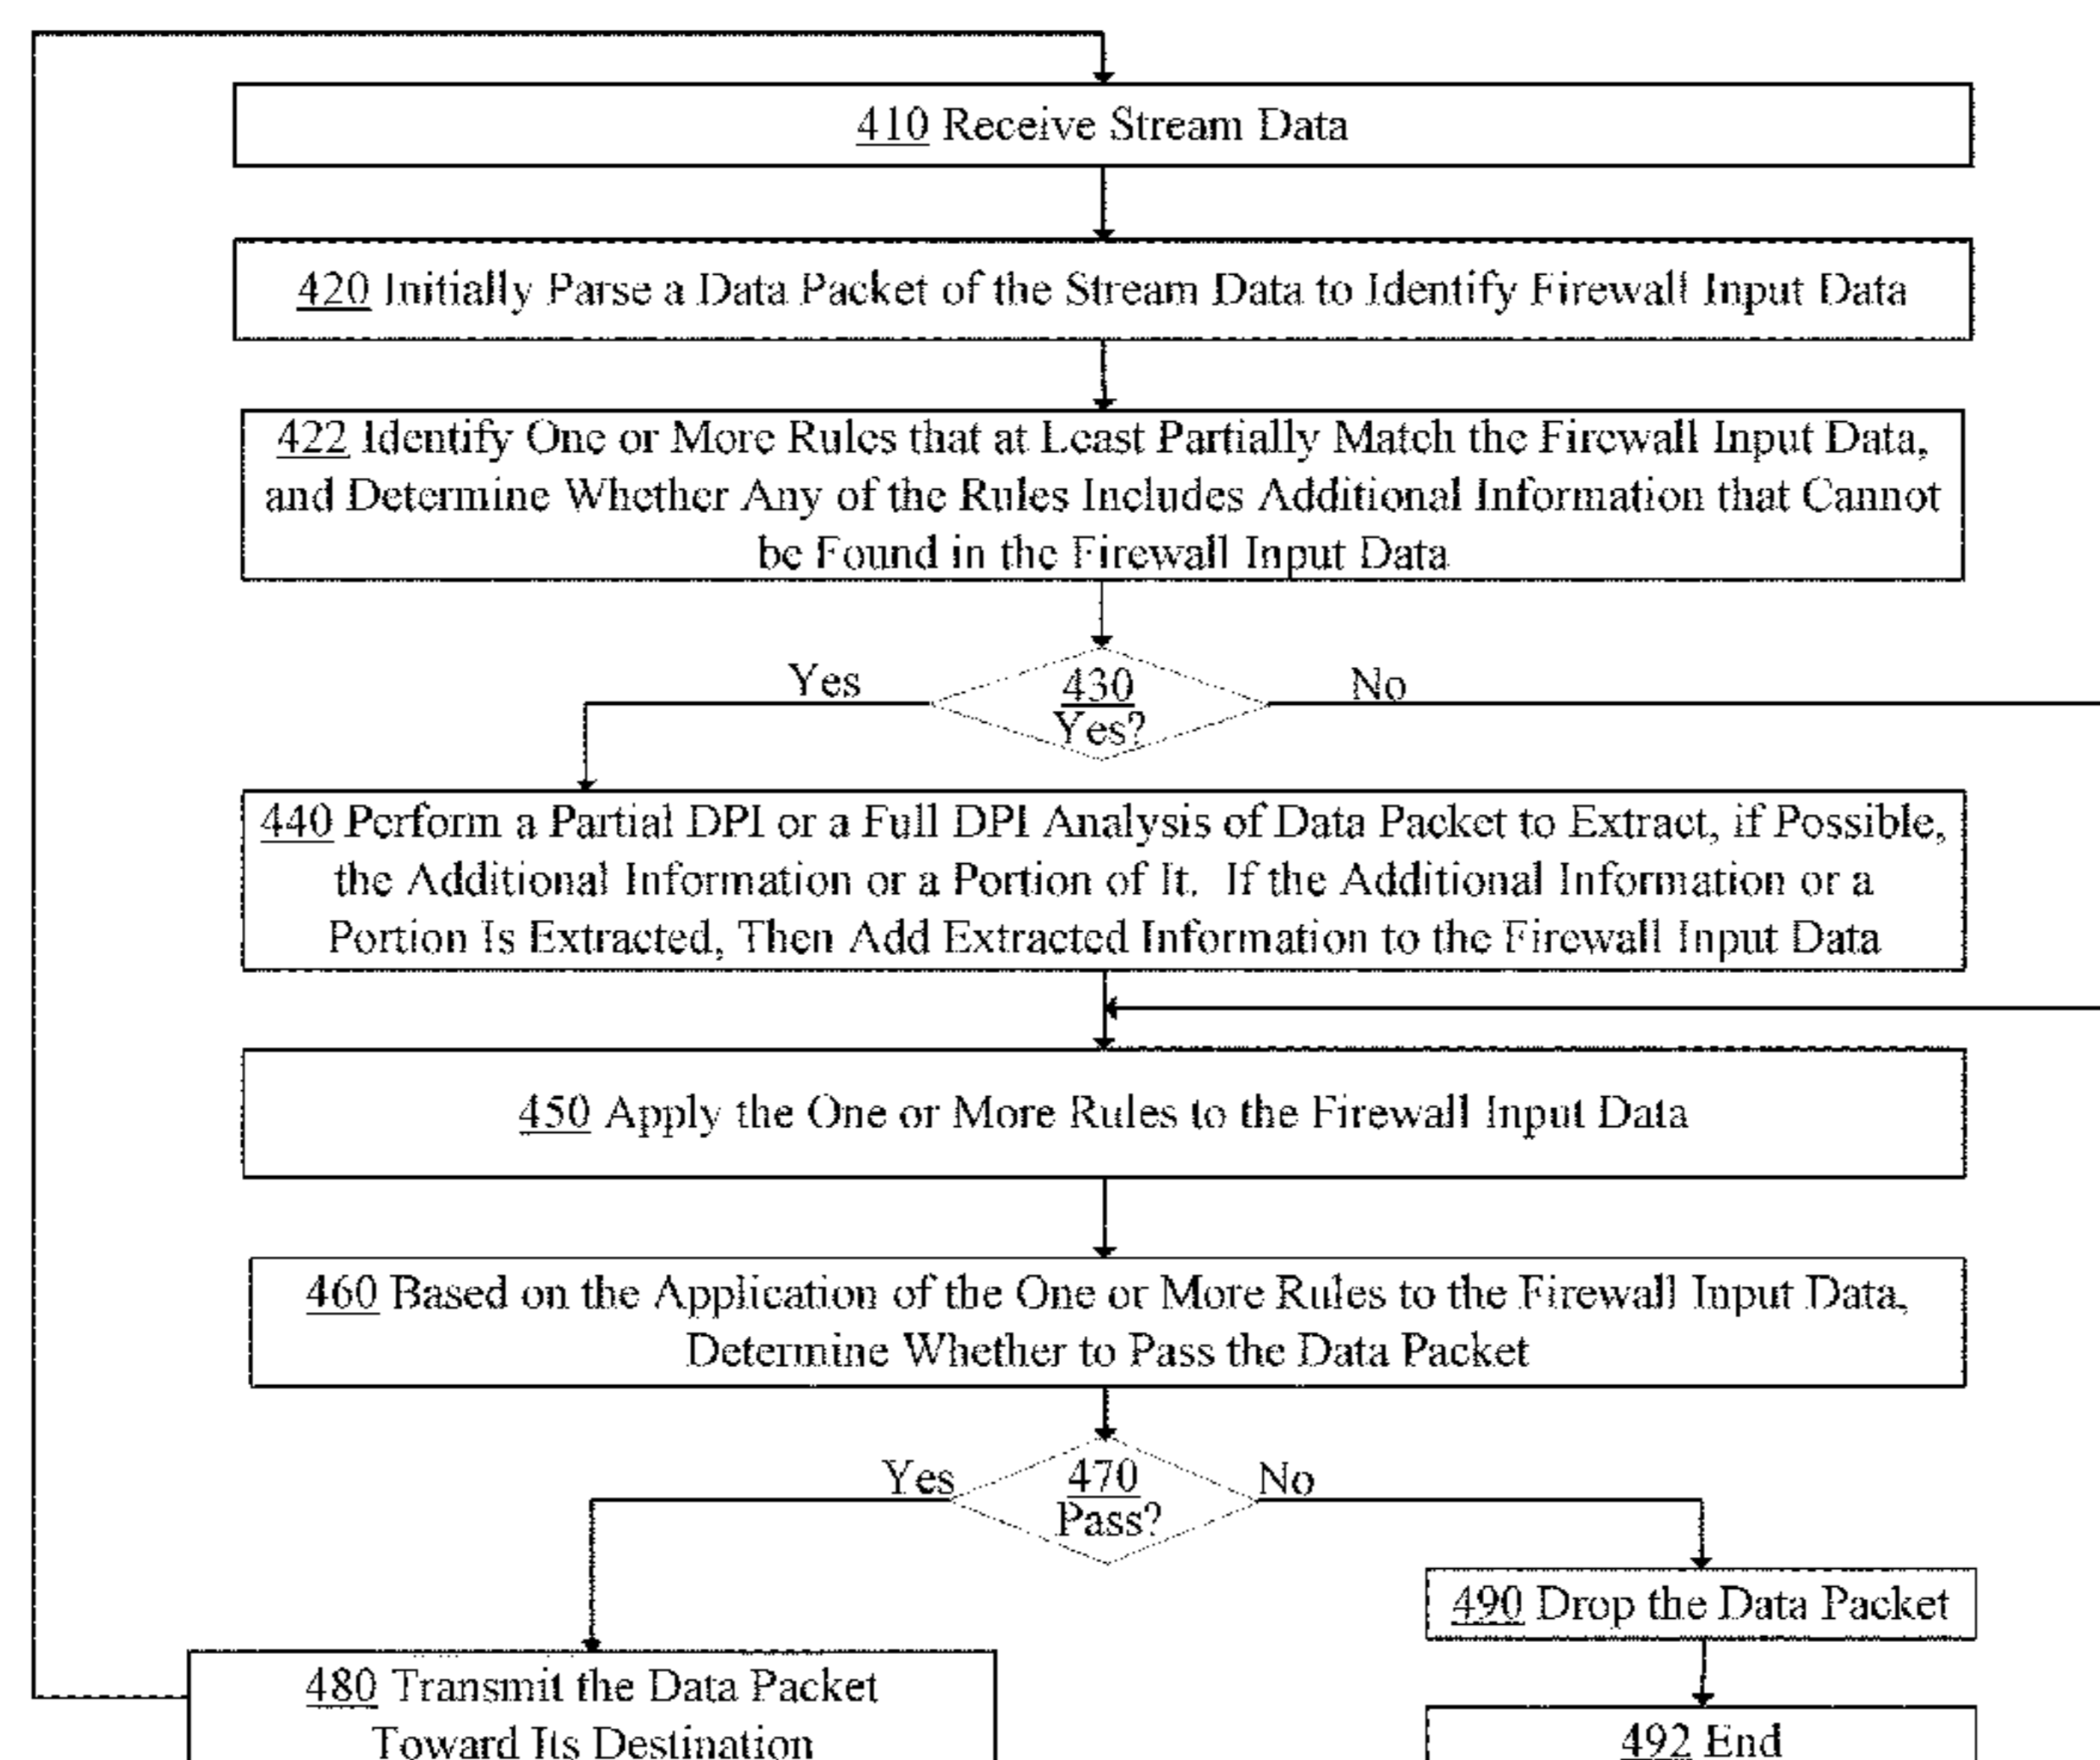 410 Receive Stream Data
420 Initially Parse a Data Packet of the Stream Data to Identify Firewall Input Data
422 Identify One or More Rules that at Least Partially Match the Firewall Input Data,
and Determine Whether Any of the Rules Includes Additional Information that Cannot
be Found in the Firewall Input Data
Yes
430
Yes?
No
440 Perform a Partial DPI or a Full DPI Analysis of Data Packet to Extract, if Possible,
the Additional Information or a Portion of It. If the Additional Information or a
Portion Is Extracted, Then Add Extracted Information to the Firewall Input Data
450 Apply the One or More Rules to the Firewall Input Data
460 Based on the Application of the One or More Rules to the Firewall Input Data,
Determine Whether to Pass the Data Packet
Yes
470
Pass?
No
490 Drop the Data Packet
480 Transmit the Data Packet
Toward Its Destination
492 End